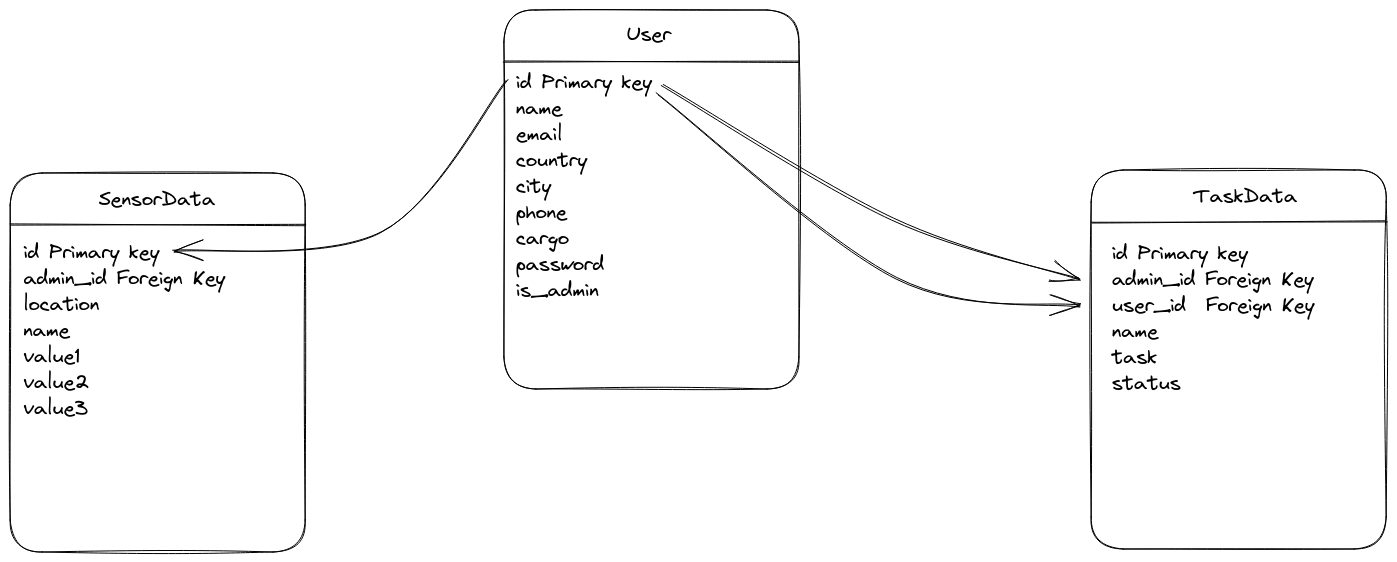 User
id Primary key
name
email
country
city
phone
cargo
password
is_admin
SensorData
id Primary key
admin_id Foreign Key
location
name
value1
value2
value3
TaskData
id Primary key
admin_id Foreign Key
user_id Foreign Key
name
task
status